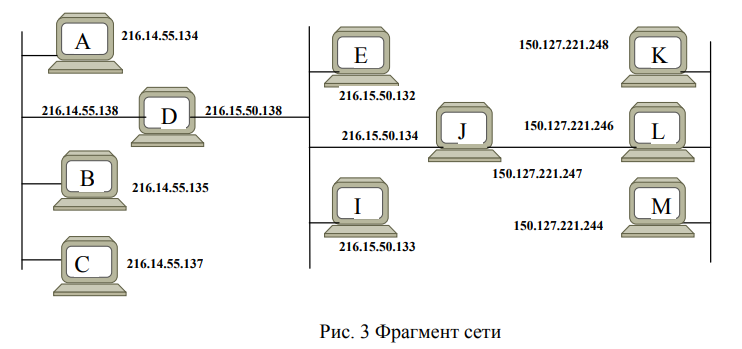 A 216.14.55.134
216.14.55.138 D 216.15.50.138
B 216.14.55.135
C 216.14.55.137
E
216.15.50.132
216.15.50.134 J
150.127.221.247
I
216.15.50.133
150.127.221.248 K
150.127.221.246 L
150.127.221.244 M
Рис. 3 Фрагмент сети